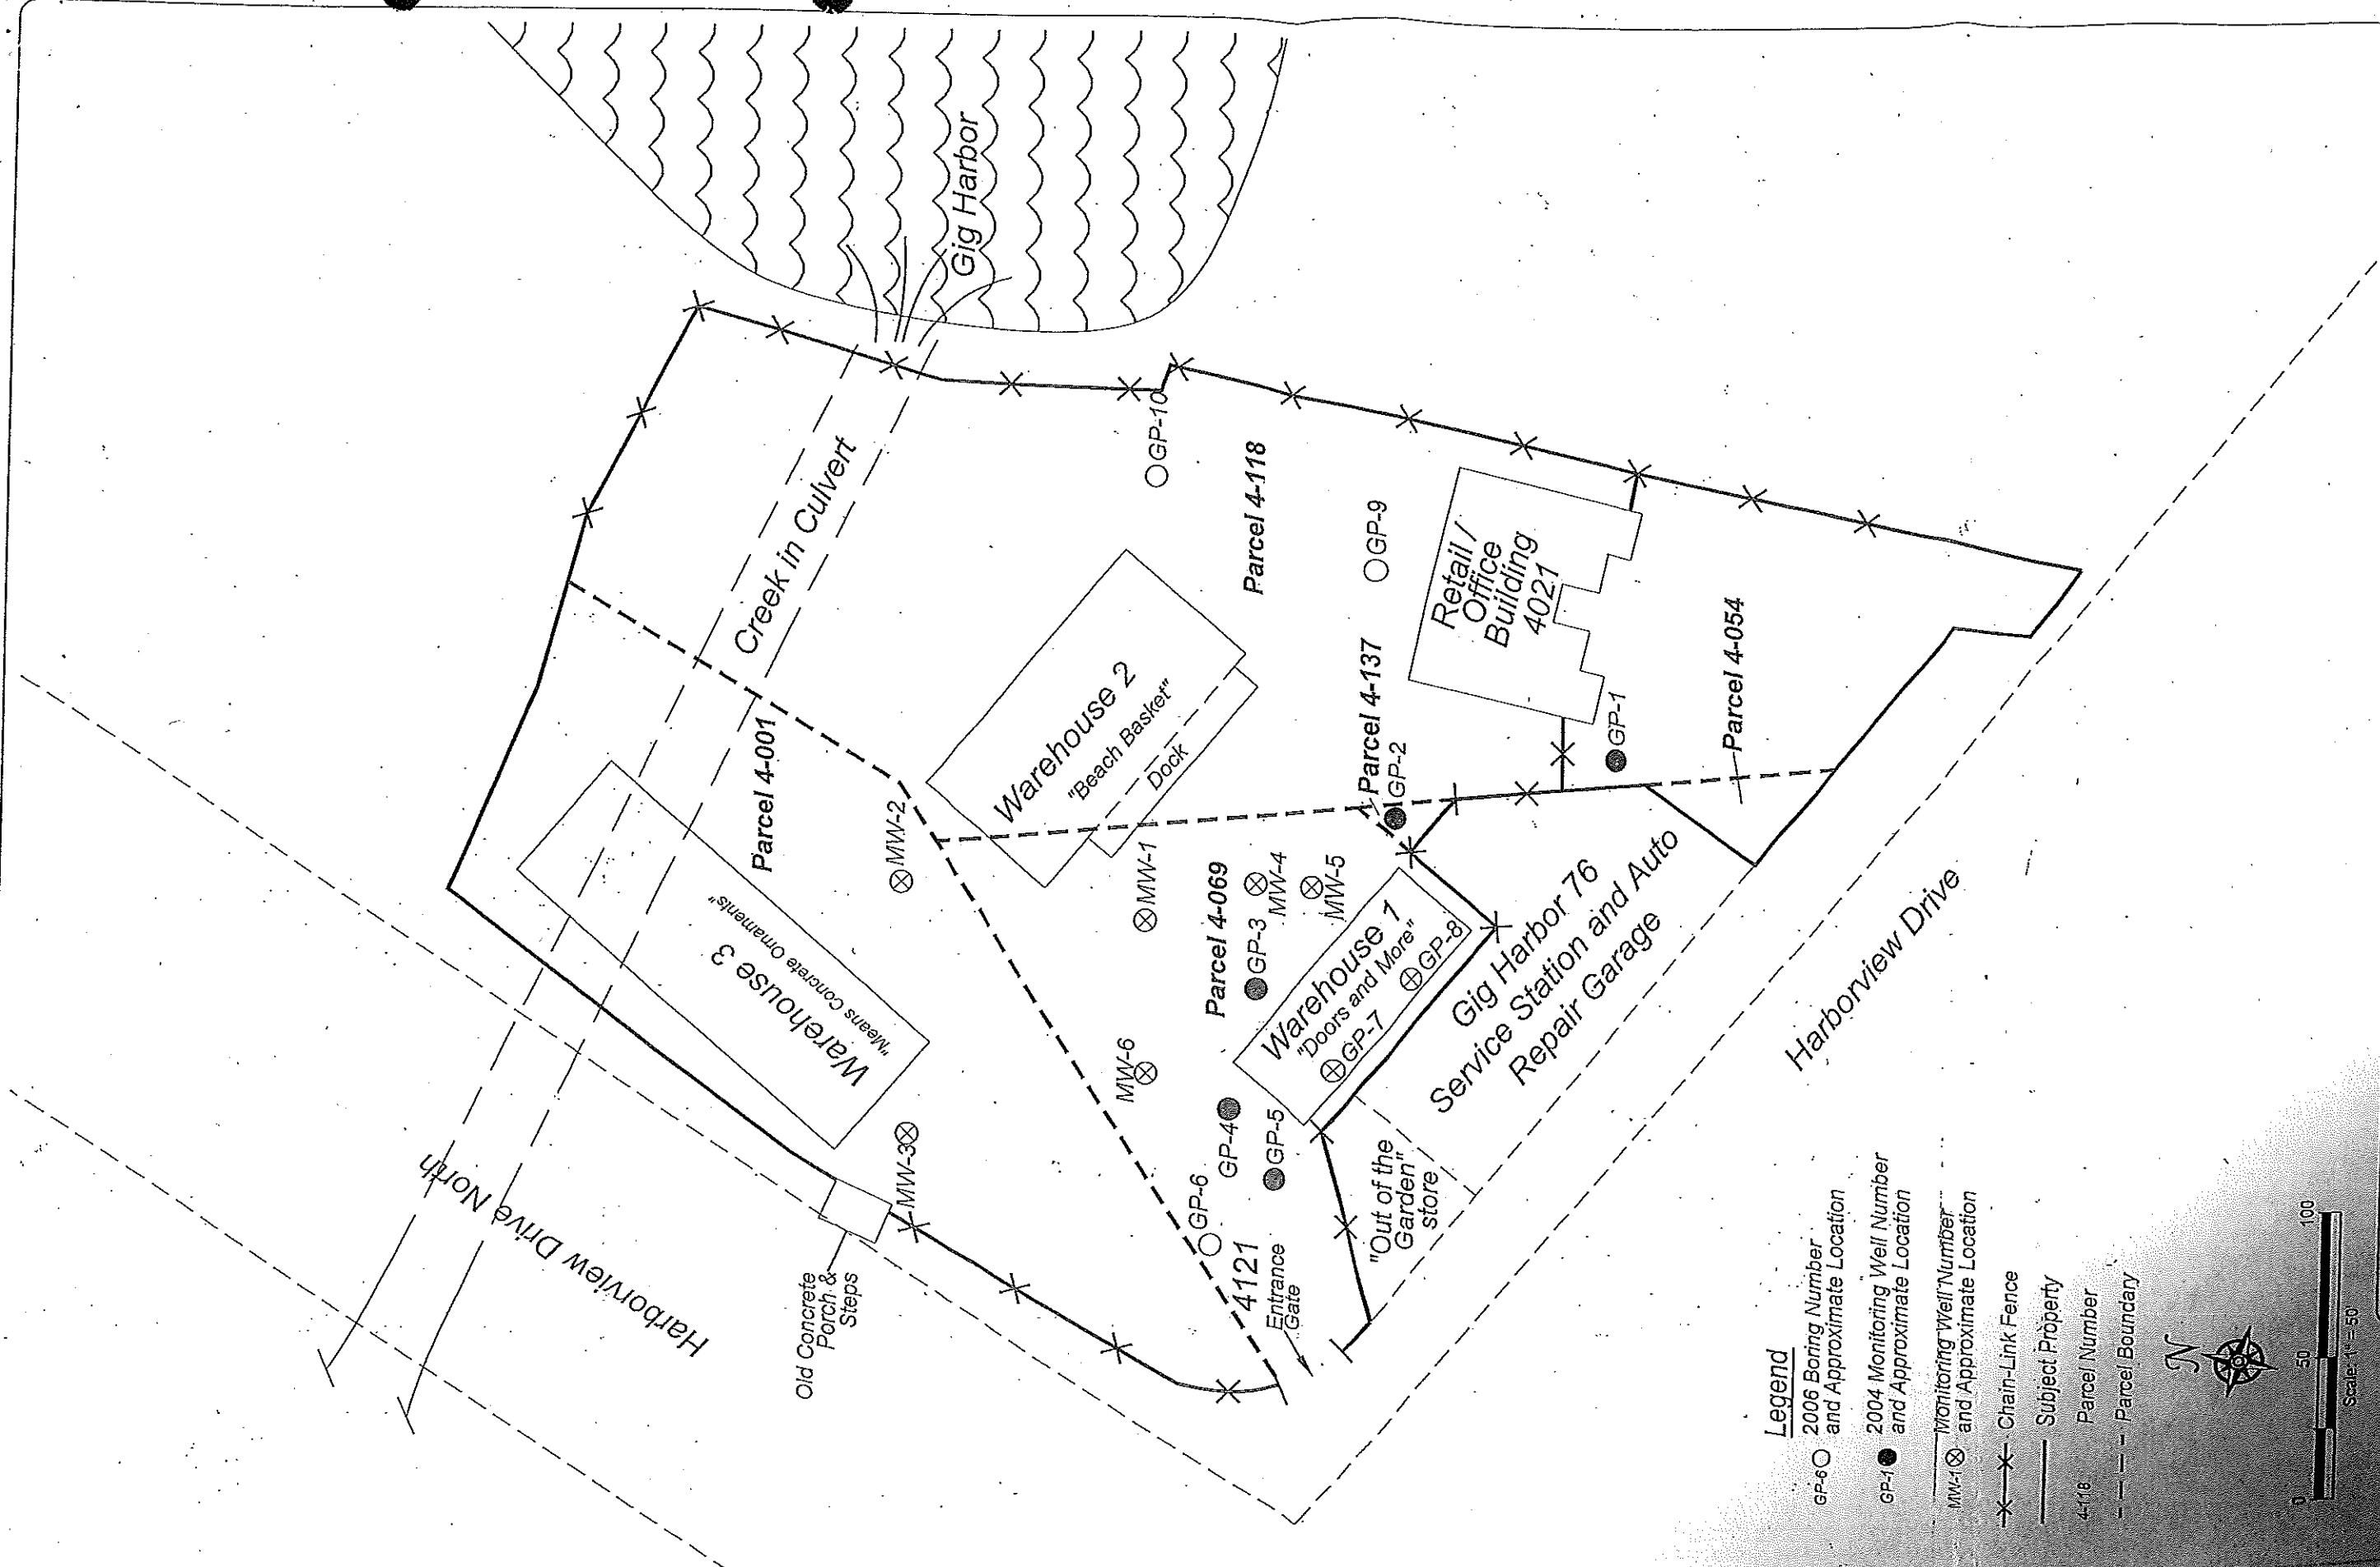 Gig Harbor
Creek in Culvert
GP-10
Parcel 4-118
GP-9
Retail /
Office
Building
4021
Parcel 4-137
GP-2
GP-1
Parcel 4-054
Parcel 4-001
Warehouse 2
"Beach Basket"
Dock
MW-2
MW-1
Warehouse 3
"Means Concrete Ornaments"
Parcel 4-069
GP-3
MW-4
MW-5
Warehouse 1
"Doors and More"
GP-7
GP-8
Gig Harbor 76
Service Station and Auto
Repair Garage
Harborview Drive
MW-6
MW-3
GP-4
GP-5
GP-6
4121
Entrance
Gate
"Out of the
Garden"
store
Harborview Drive North
Old Concrete
Porch &
Steps
Legend
GP-6 2006 Boring Number
and Approximate Location
GP-1 2004 Monitoring Well Number
and Approximate Location
MW-1 Monitoring Well Number
and Approximate Location
Chain-Link Fence
Subject Property
4-118 Parcel Number
Parcel Boundary
N
0 50 100
Scale: 1" = 50'